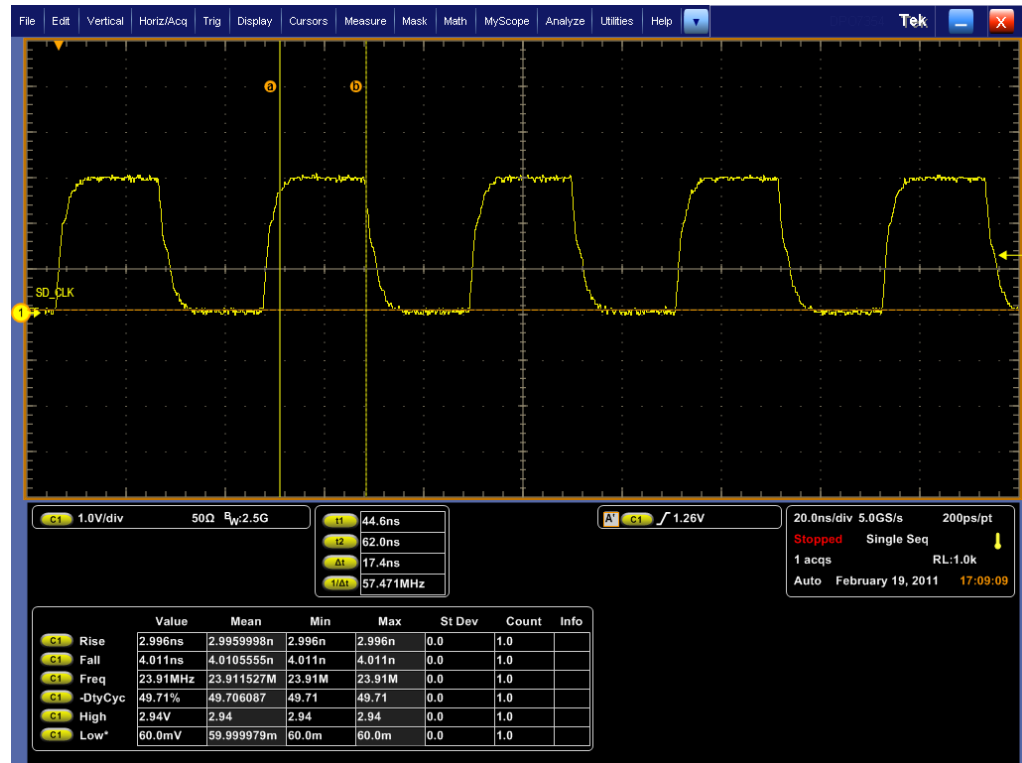 File Edit Vertical Horiz/Acq Trig Display Cursors Measure Mask Math MyScope Analyze Utilities Help Tek X
a b
SD_CLK
1
C1 1.0V/div 50Ω BW:2.5G
t1 44.6ns
t2 62.0ns
Δt 17.4ns
1/Δt 57.471MHz
A' C1 1.26V
20.0ns/div 5.0GS/s 200ps/pt
Stopped Single Seq
1 acqs RL:1.0k
Auto February 19, 2011 17:09:09
Value Mean Min Max St Dev Count Info
C1 Rise 2.996ns 2.9959998n 2.996n 2.996n 0.0 1.0
C1 Fall 4.011ns 4.0105555n 4.011n 4.011n 0.0 1.0
C1 Freq 23.91MHz 23.911527M 23.91M 23.91M 0.0 1.0
C1 -DtyCyc 49.71% 49.706087 49.71 49.71 0.0 1.0
C1 High 2.94V 2.94 2.94 2.94 0.0 1.0
C1 Low* 60.0mV 59.999979m 60.0m 60.0m 0.0 1.0